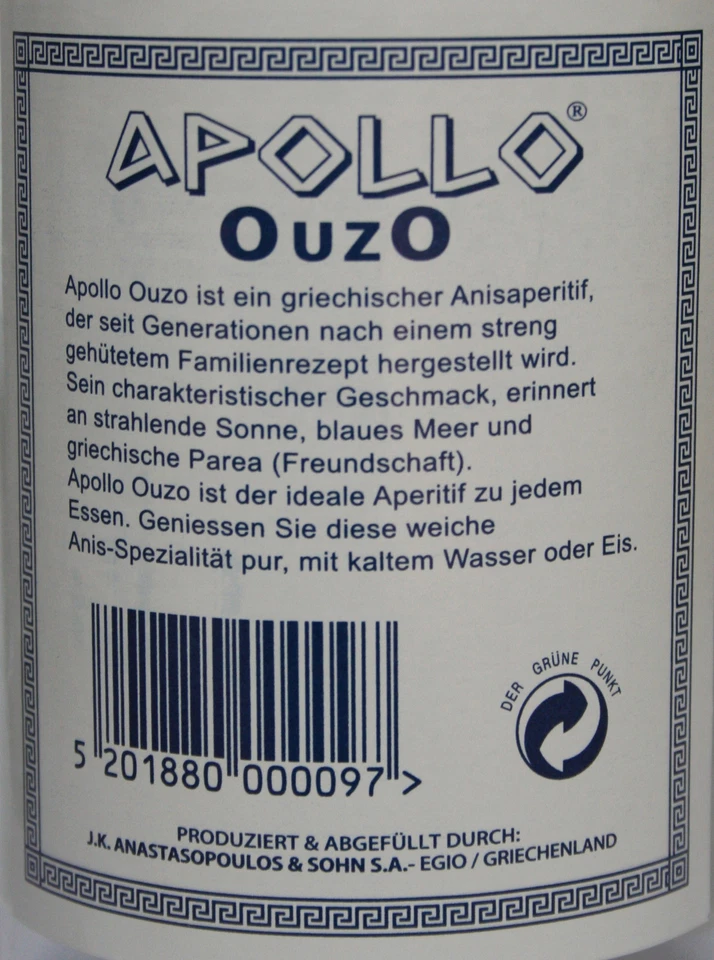 APOLLO®
OuzO
Apollo Ouzo ist ein griechischer Anisaperitif,
der seit Generationen nach einem streng
gehütetem Familienrezept hergestellt wird.
Sein charakteristischer Geschmack, erinnert
an strahlende Sonne, blaues Meer und
griechische Parea (Freundschaft).
Apollo Ouzo ist der ideale Aperitif zu jedem
Essen. Geniessen Sie diese weiche
Anis-Spezialität pur, mit kaltem Wasser oder Eis.
DER GRÜNE PUNKT
5 201880 000097 >
PRODUZIERT & ABGEFÜLLT DURCH:
J.K. ANASTASOPOULOS & SOHN S.A.- EGIO / GRIECHENLAND